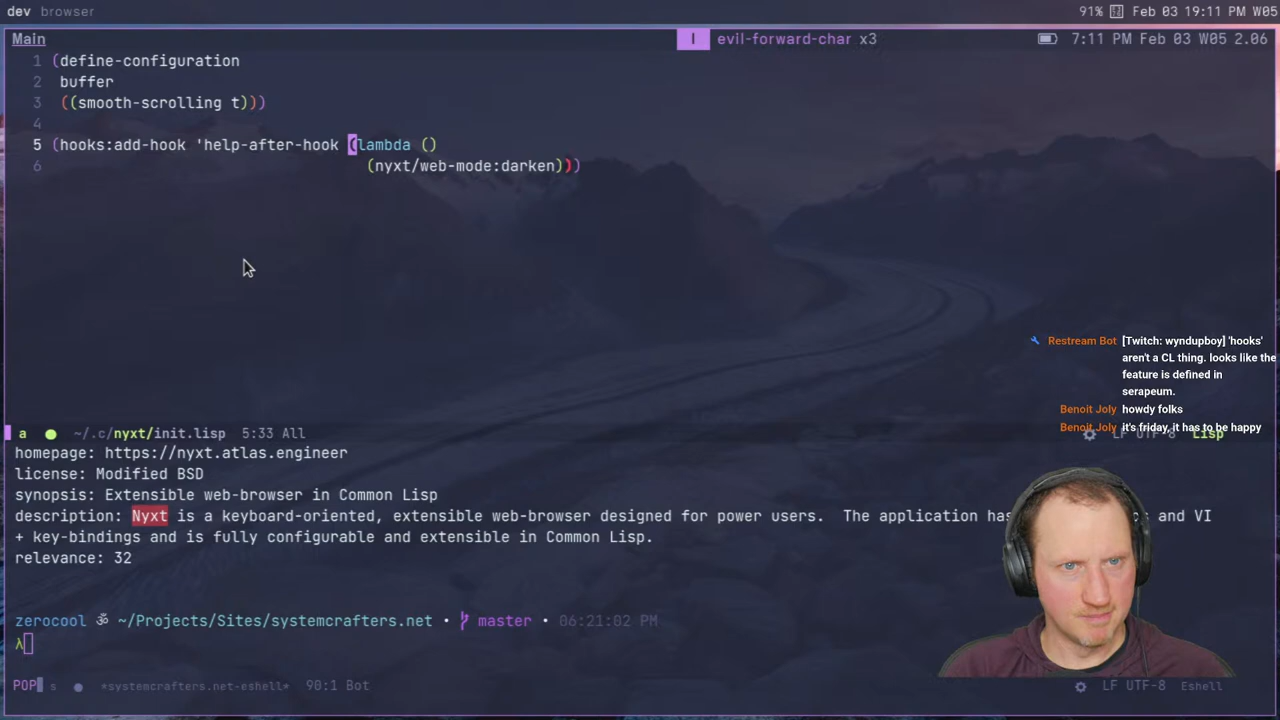 dev browser
91% Feb 03 19:11 PM W05
Main
I evil-forward-char x3
7:11 PM Feb 03 W05 2.06
1 (define-configuration
2 buffer
3 ((smooth-scrolling t)))
4
5 (hooks:add-hook 'help-after-hook (lambda ()
6 (nyxt/web-mode:darken)))
Restream Bot [Twitch: wyndupboy] 'hooks'
aren't a CL thing. looks like the
feature is defined in
serapeum.
Benoit Joly howdy folks
Benoit Joly it's friday, it has to be happy
a ● ~/.c/nyxt/init.lisp 5:33 All LF UTF-8 Lisp
homepage: https://nyxt.atlas.engineer
license: Modified BSD
synopsis: Extensible web-browser in Common Lisp
description: Nyxt is a keyboard-oriented, extensible web-browser designed for power users. The application has and VI
+ key-bindings and is fully configurable and extensible in Common Lisp.
relevance: 32
zerocool ૐ ~/Projects/Sites/systemcrafters.net • master • 06:21:02 PM
λ
POP s ● *systemcrafters.net-eshell* 90:1 Bot LF UTF-8 Eshell